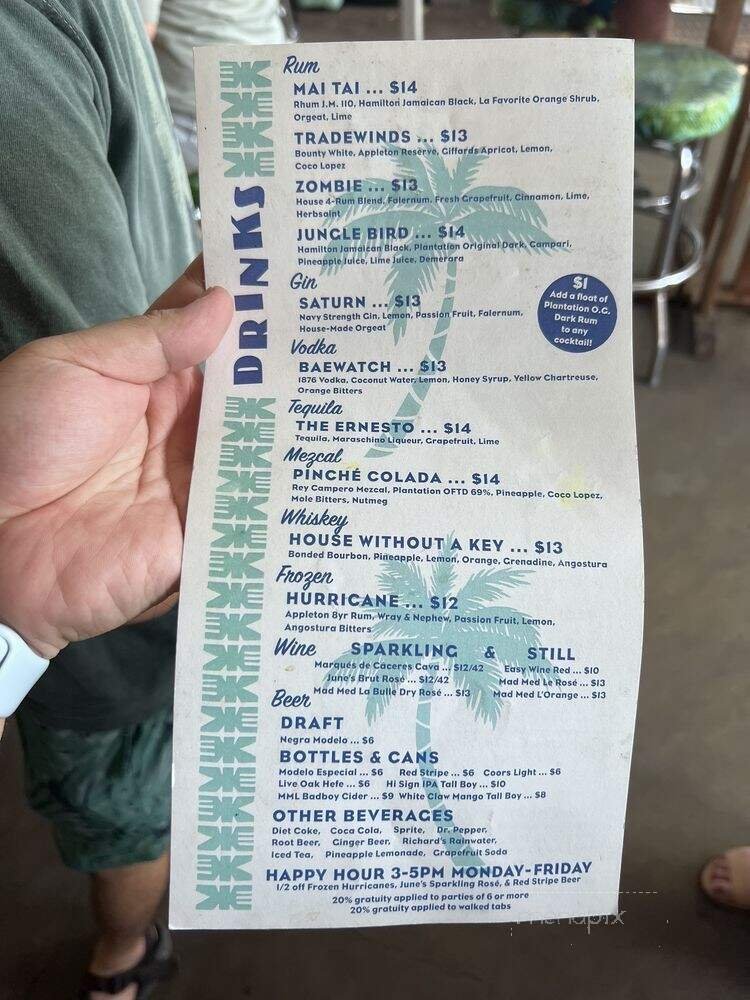 DRINKS
Rum
MAI TAI ... $14
Rhum J.M. 110, Hamilton Jamaican Black, La Favorite Orange Shrub,
Orgeat, Lime
TRADEWINDS ... $13
Bounty White, Appleton Reserve, Giffards Apricot, Lemon,
Coco Lopez
ZOMBIE ... $13
House 4-Rum Blend, Falernum, Fresh Grapefruit, Cinnamon, Lime,
Herbsaint
JUNGLE BIRD ... $14
Hamilton Jamaican Black, Plantation Original Dark, Campari,
Pineapple Juice, Lime Juice, Demerara
Gin
SATURN ... $13
Navy Strength Gin, Lemon, Passion Fruit, Falernum,
House-Made Orgeat
$1
Add a float of
Plantation O.G.
Dark Rum
to any
cocktail!
Vodka
BAEWATCH ... $13
1876 Vodka, Coconut Water, Lemon, Honey Syrup, Yellow Chartreuse,
Orange Bitters
Tequila
THE ERNESTO ... $14
Tequila, Maraschino Liqueur, Grapefruit, Lime
Mezcal
PINCHÉ COLADA ... $14
Rey Campero Mezcal, Plantation OFTD 69%, Pineapple, Coco Lopez,
Mole Bitters, Nutmeg
Whiskey
HOUSE WITHOUT A KEY ... $13
Bonded Bourbon, Pineapple, Lemon, Orange, Grenadine, Angostura
Frozen
HURRICANE ... $12
Appleton 8yr Rum, Wray & Nephew, Passion Fruit, Lemon,
Angostura Bitters
Wine SPARKLING & STILL
Marques de Caceres Cava ... $12/42 Easy Wine Red ... $10
June's Brut Rosé ... $12/42 Mad Med Le Rosé ... $13
Mad Med La Bulle Dry Rosé ... $13 Mad Med L'Orange ... $13
Beer
DRAFT
Negra Modelo ... $6
BOTTLES & CANS
Modelo Especial ... $6 Red Stripe ... $6 Coors Light ... $6
Live Oak Hefe ... $6 Hi Sign IPA Tall Boy ... $10
MML Badboy Cider ... $9 White Claw Mango Tall Boy ... $8
OTHER BEVERAGES
Diet Coke, Coca Cola, Sprite, Dr. Pepper,
Root Beer, Ginger Beer, Richard's Rainwater,
Iced Tea, Pineapple Lemonade, Grapefruit Soda
HAPPY HOUR 3-5PM MONDAY-FRIDAY
1/2 off Frozen Hurricanes, June's Sparkling Rosé, & Red Stripe Beer
20% gratuity applied to parties of 6 or more
20% gratuity applied to walked tabs